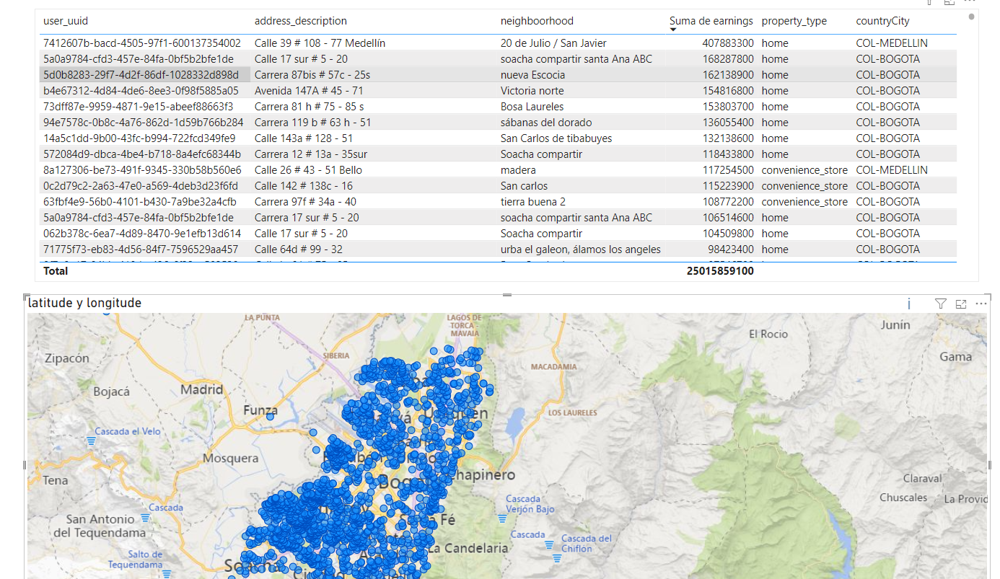 user_uuid address_description neighboorhood Suma de earnings property_type countryCity
7412607b-bacd-4505-97f1-600137354002 Calle 39 # 108 - 77 Medellín 20 de Julio / San Javier 407883300 home COL-MEDELLIN
5a0a9784-cfd3-457e-84fa-0bf5b2bfe1de Calle 17 sur # 5 - 20 soacha compartir santa Ana ABC 168287800 home COL-BOGOTA
5d0b8283-29f7-4d2f-86df-1028332d898d Carrera 87bis # 57c - 25s nueva Escocia 162138900 home COL-BOGOTA
b4e67312-4d84-4de6-8ee3-0f98f5885a05 Avenida 147A # 45 - 71 Victoria norte 154816800 home COL-BOGOTA
73dff87e-9959-4871-9e15-abeef88663f3 Carrera 81 h # 75 - 85 s Bosa Laureles 153803700 home COL-BOGOTA
94e7578c-0b8c-4a76-862d-1d59b766b284 Carrera 119 b # 63 h - 51 sábanas del dorado 136055400 home COL-BOGOTA
14a5c1dd-9b00-43fc-b994-722fcd349fe9 Calle 143a # 128 - 51 San Carlos de tibabuyes 132138600 home COL-BOGOTA
572084d9-dbca-4be4-b718-8a4efc68344b Carrera 12 # 13a - 35sur Soacha compartir 118433800 home COL-BOGOTA
8a127306-be73-491f-9345-330b58b560e6 Calle 26 # 43 - 51 Bello madera 117254500 convenience_store COL-MEDELLIN
0c2d79c2-2a63-47e0-a569-4deb3d23f6fd Calle 142 # 138c - 16 San carlos 115223900 convenience_store COL-BOGOTA
63fbf4e9-56b0-4101-b430-7a9be32a4cfb Carrera 97f # 34a - 40 tierra buena 2 108772200 convenience_store COL-BOGOTA
5a0a9784-cfd3-457e-84fa-0bf5b2bfe1de Carrera 17 sur # 5 - 20 soacha compartir santa Ana ABC 106514600 home COL-BOGOTA
062b378c-6ea7-4d89-8470-9e1efb13d614 Calle 17 sur # 5 - 20 Soacha compartir 104509800 home COL-BOGOTA
71775f73-eb83-4d56-84f7-7596529aa457 Calle 64d # 99 - 32 urba el galeon, álamos los angeles 98423400 home COL-BOGOTA
Total 25015859100
latitude y longitude
LA PUNTA
LAGOS DE
TORCA -
MAVAIA
Junín
El Rocio
Zipacón
SIBERIA
Gama
MACADAMIA
Bojacá
Madrid
Funza
LOS LAURELES
Cascada el Velo
Mosquera
Tena
Chapinero
Claraval
Chuscales
La Provid
Cascada
Verjón Bajo
Cascada
San Antonio
del Tequendama
Fé
Cascada
Cascada del
Chiflón
La Candelaria
Salto de
Tequendama